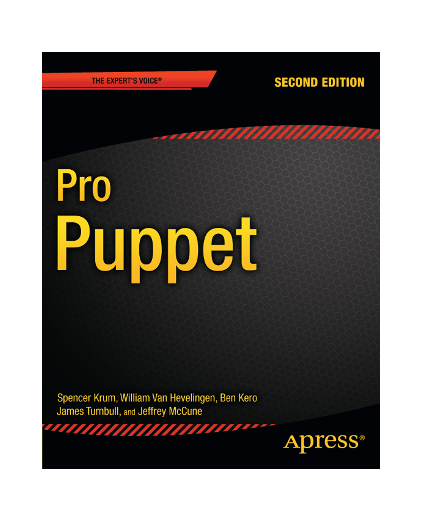 THE EXPERT'S VOICE®
SECOND EDITION
Pro
Puppet
Spencer Krum, William Van Hevelingen, Ben Kero
James Turnbull, and Jeffrey McCune
Apress®